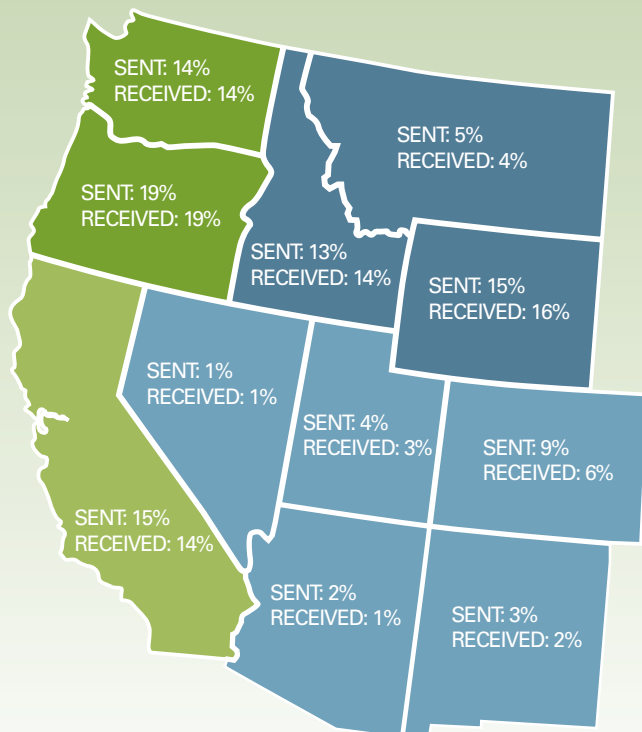 SENT: 14%
RECEIVED: 14%
SENT: 5%
RECEIVED: 4%
SENT: 19%
RECEIVED: 19%
SENT: 13%
RECEIVED: 14%
SENT: 15%
RECEIVED: 16%
SENT: 1%
RECEIVED: 1%
SENT: 4%
RECEIVED: 3%
SENT: 9%
RECEIVED: 6%
SENT: 15%
RECEIVED: 14%
SENT: 2%
RECEIVED: 1%
SENT: 3%
RECEIVED: 2%